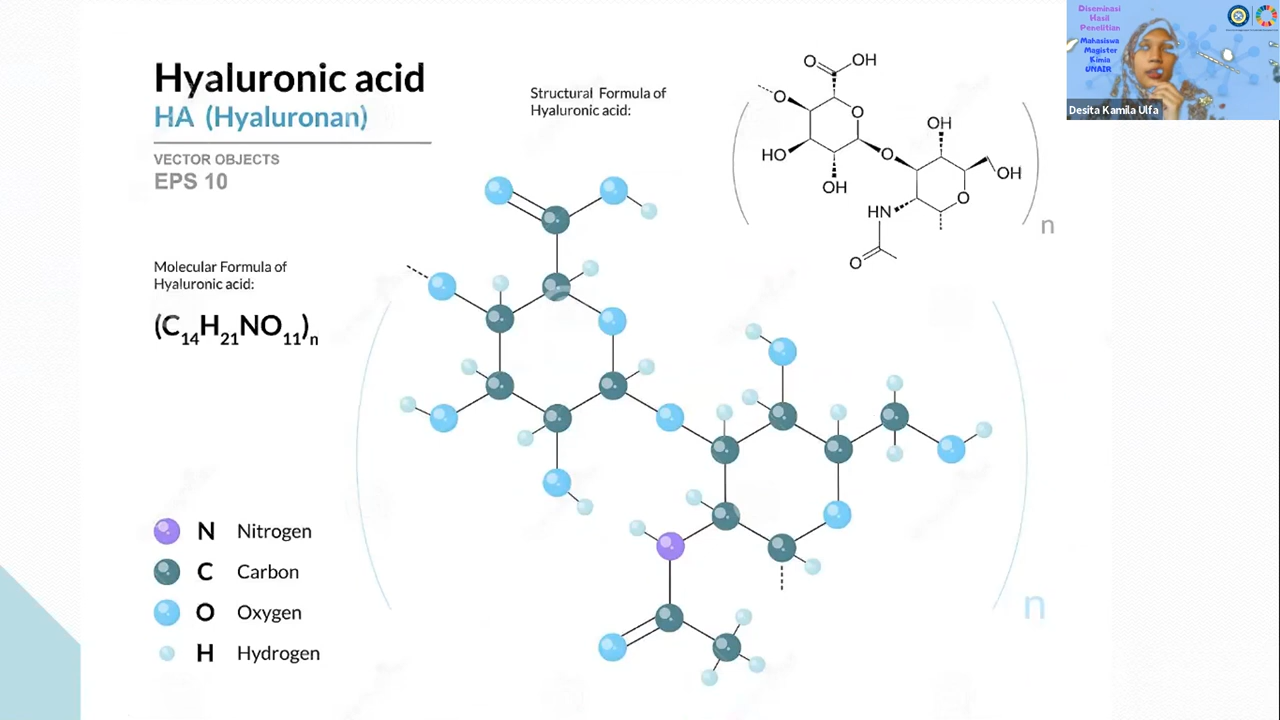 Hyaluronic acid
HA (Hyaluronan)
VECTOR OBJECTS
EPS 10
Structural Formula of
Hyaluronic acid:
O
OH
O
O
HO
OH
O
OH
OH
O
HN
O
n
Molecular Formula of
Hyaluronic acid:
(C14H21NO11)n
N Nitrogen
C Carbon
O Oxygen
H Hydrogen
n
Diseminasi
Hasil
Penelitian
Mahasiswa
Magister
Kimia
UNAIR
Desita Kamila Ulfa